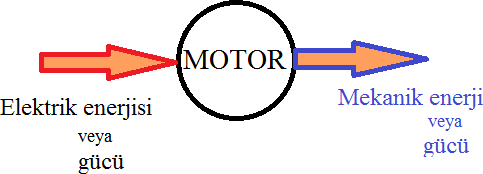 MOTOR
Elektrik enerjisi
veya
gücü
Mekanik enerji
veya
gücü